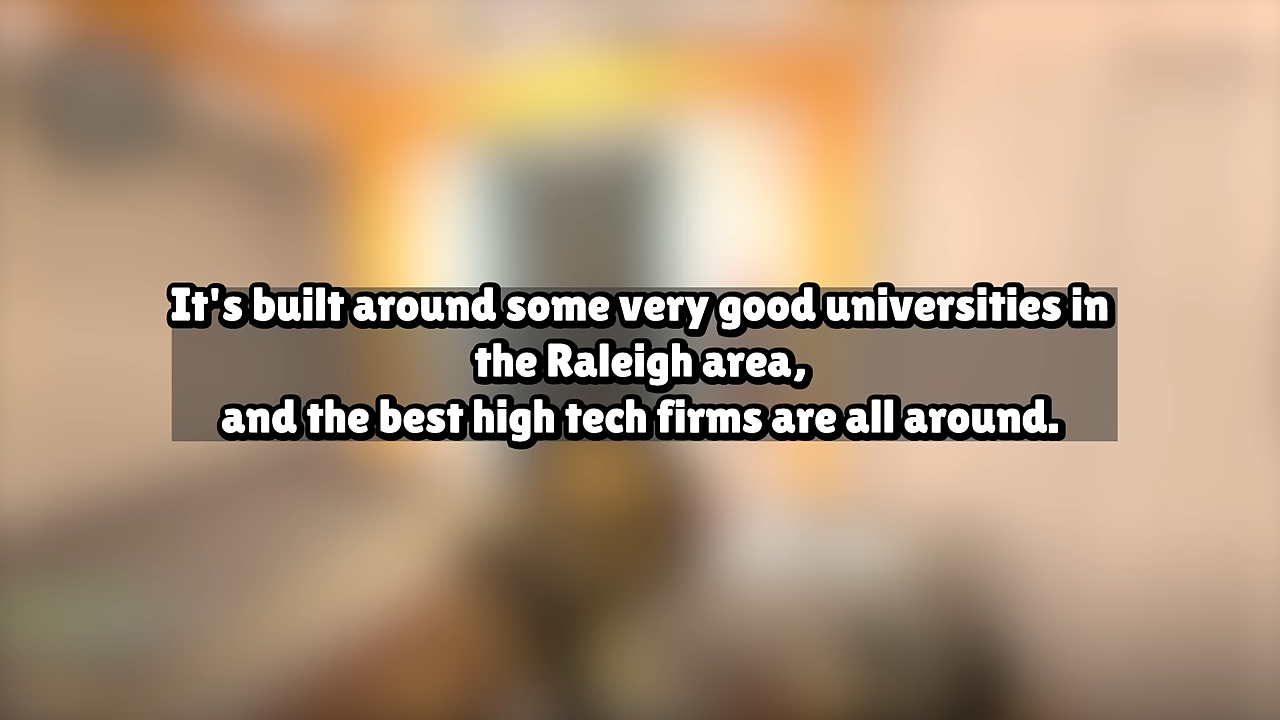 It's built around some very good universities in
the Raleigh area,
and the best high tech firms are all around.